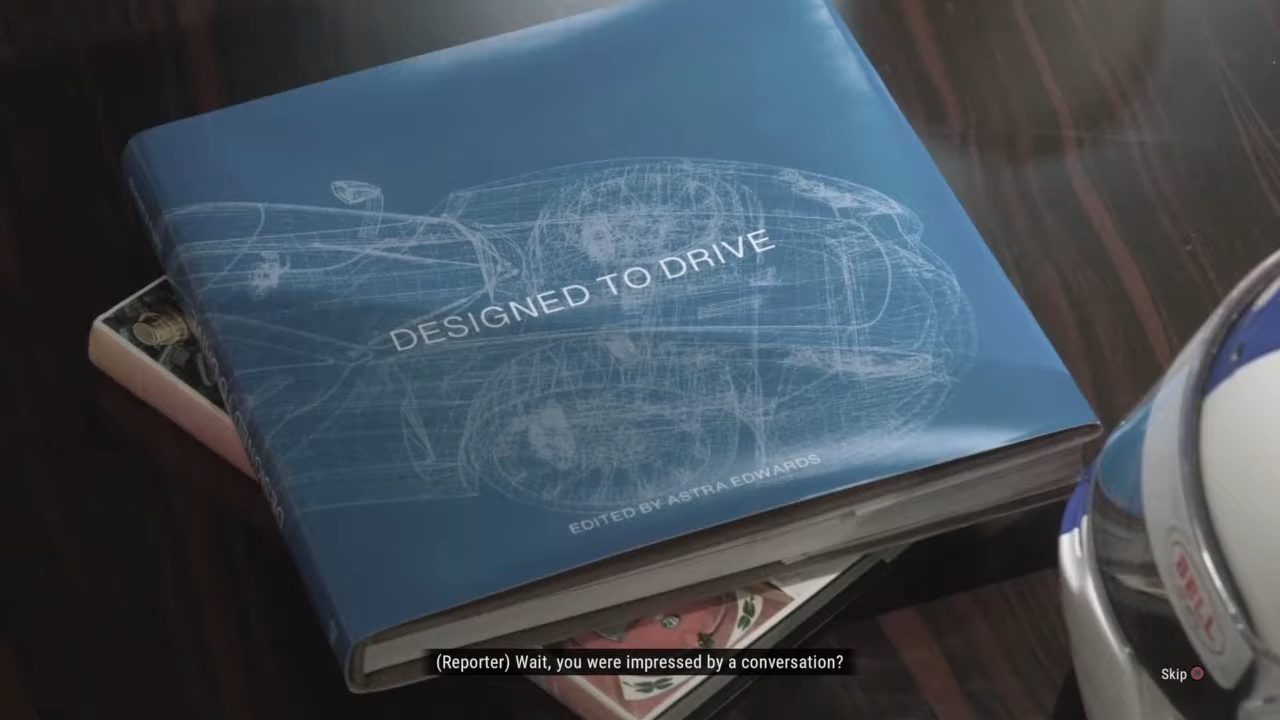 DESIGNED TO DRIVE
EDITED BY ASTRA EDWARDS
BELL
(Reporter) Wait, you were impressed by a conversation?
Skip